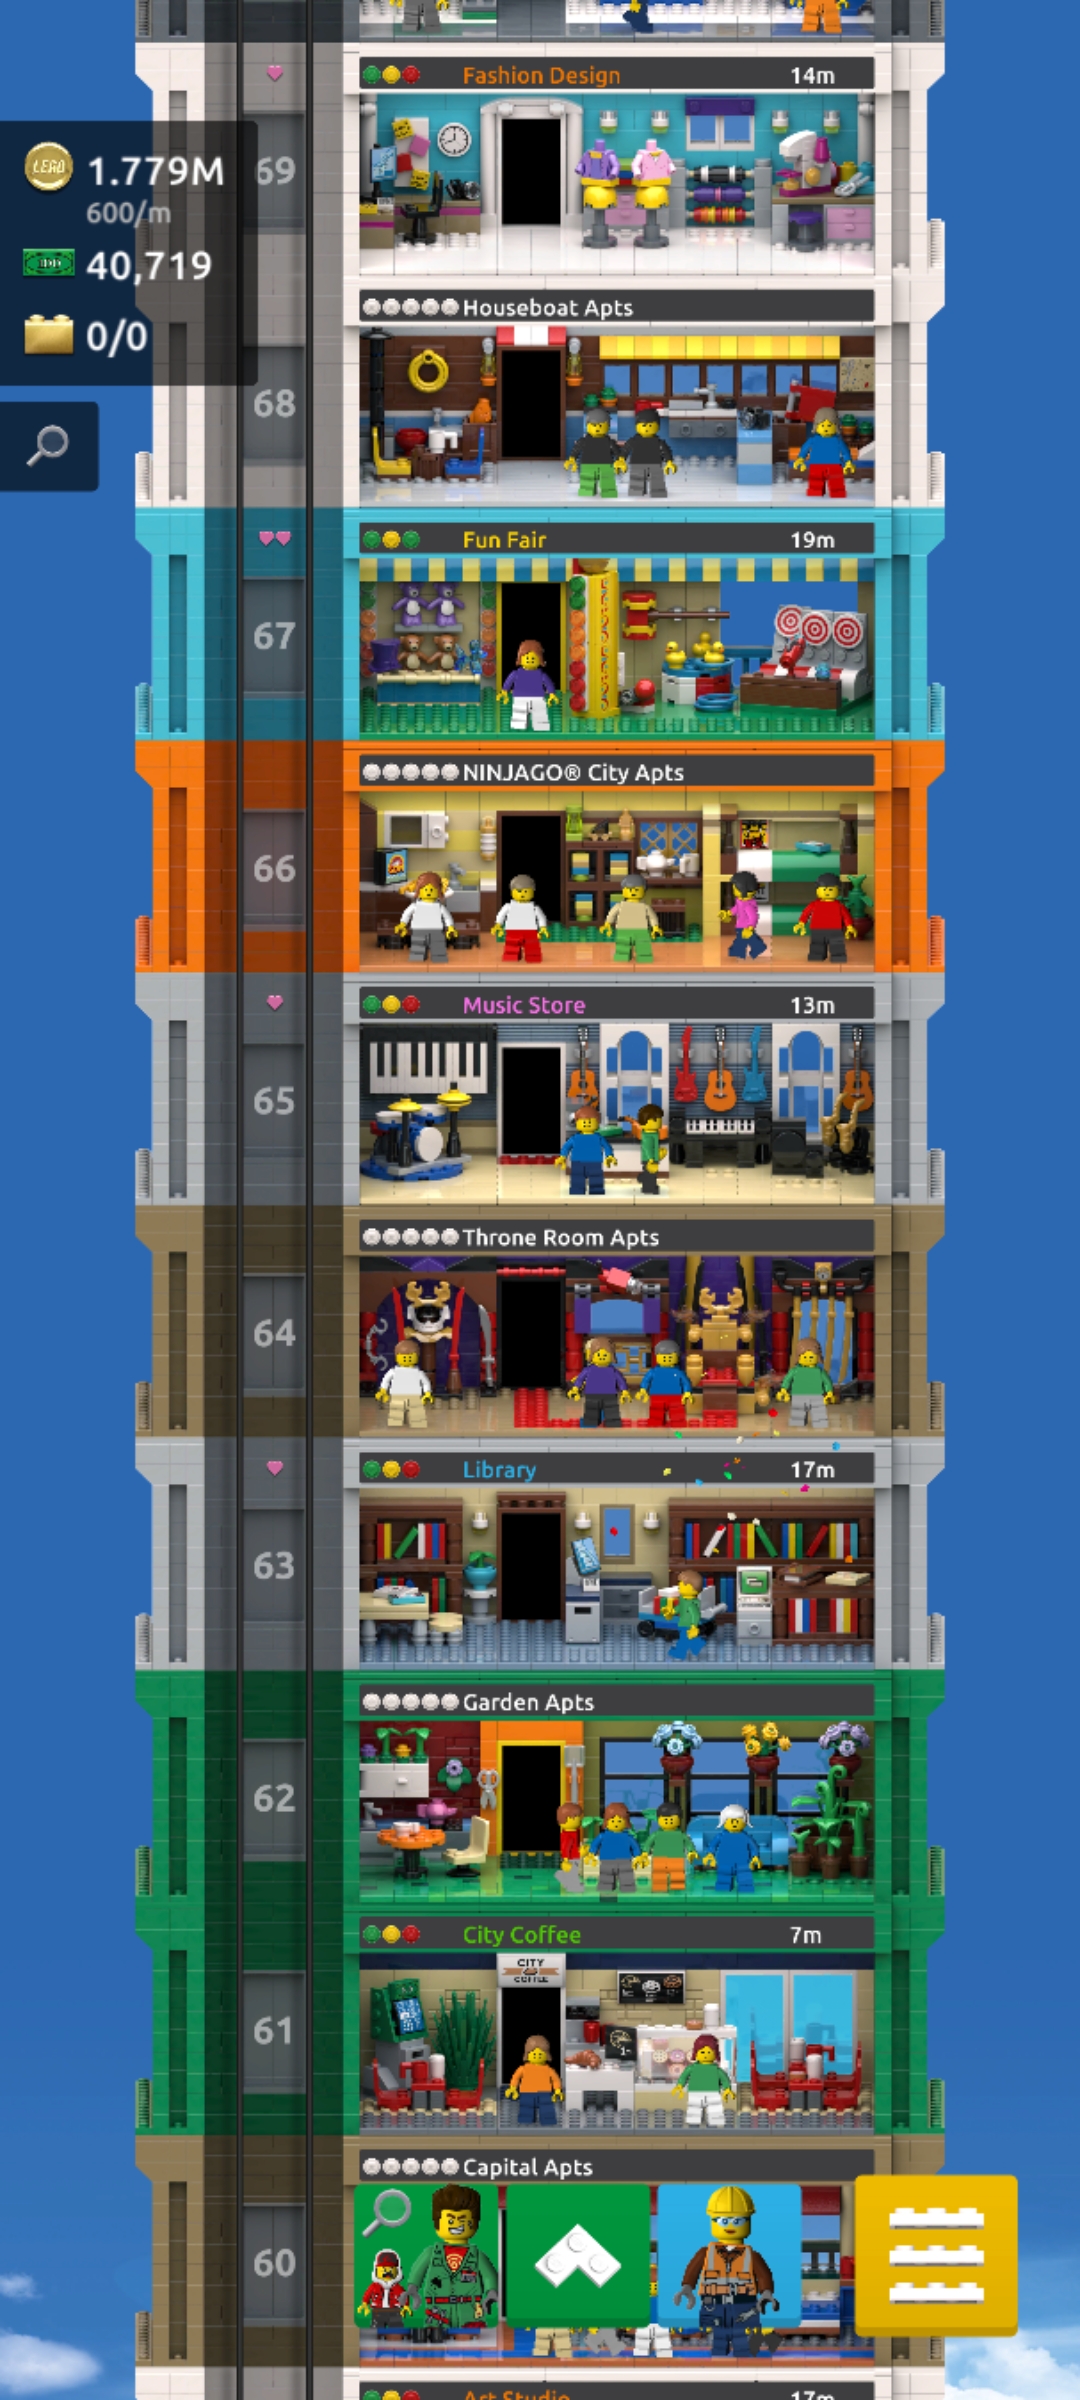 Fashion Design 14m
69
LEGO 1.779M
600/m
40,719
0/0
Houseboat Apts
68
Fun Fair 19m
67
NINJAGO® City Apts
66
Music Store 13m
65
Throne Room Apts
64
Library 17m
63
Garden Apts
62
City Coffee 7m
CITY
COFFEE
61
Capital Apts
60
Art Studio 17m